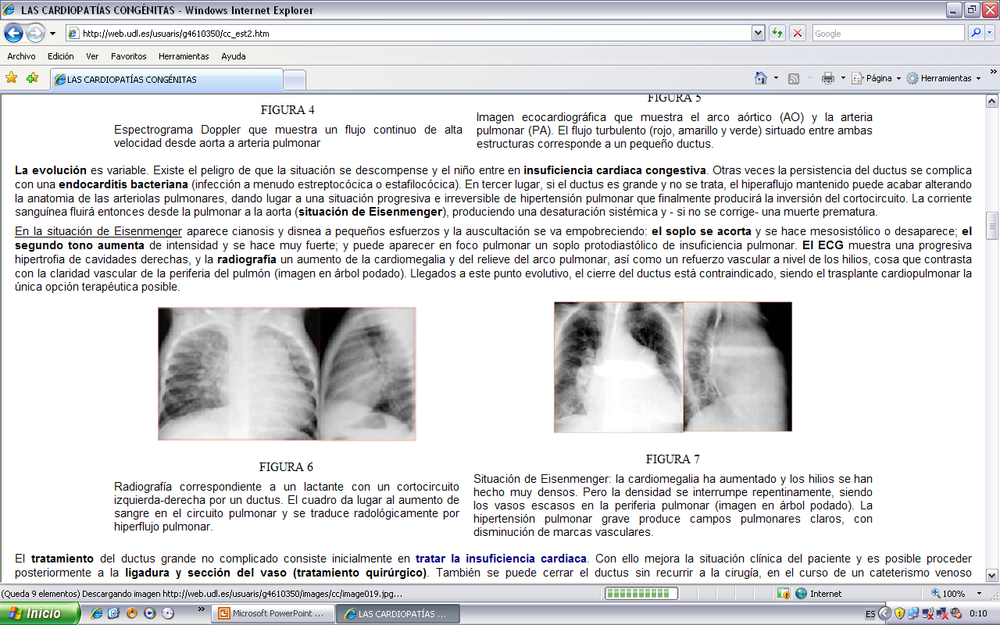 LAS CARDIOPATÍAS CONGÉNITAS - Windows Internet Explorer
http://web.udl.es/usuaris/g4610350/cc_est2.htm
Google
Archivo Edición Ver Favoritos Herramientas Ayuda
LAS CARDIOPATÍAS CONGÉNITAS
Página Herramientas
FIGURA 4
Espectrograma Doppler que muestra un flujo continuo de alta
velocidad desde aorta a arteria pulmonar
FIGURA 5
Imagen ecocardiográfica que muestra el arco aórtico (AO) y la arteria
pulmonar (PA). El flujo turbulento (rojo, amarillo y verde) sirtuado entre ambas
estructuras corresponde a un pequeño ductus.
La evolución es variable. Existe el peligro de que la situación se descompense y el niño entre en insuficiencia cardíaca congestiva. Otras veces la persistencia del ductus se complica
con una endocarditis bacteriana (infección a menudo estreptocócica o estafilocócica). En tercer lugar, si el ductus es grande y no se trata, el hiperaflujo mantenido puede acabar alterando
la anatomia de las arteriolas pulmonares, dando lugar a una situación progresiva e irreversible de hipertensión pulmonar que finalmente producirá la inversión del cortocircuito. La corriente
sanguínea fluirá entonces desde la pulmonar a la aorta (situación de Eisenmenger), produciendo una desaturación sistémica y - si no se corrige- una muerte prematura.
En la situación de Eisenmenger aparece cianosis y disnea a pequeños esfuerzos y la auscultación se va empobreciendo: el soplo se acorta y se hace mesosistólico o desaparece; el
segundo tono aumenta de intensidad y se hace muy fuerte; y puede aparecer en foco pulmonar un soplo protodiastólico de insuficiencia pulmonar. El ECG muestra una progresiva
hipertrofia de cavidades derechas, y la radiografía un aumento de la cardiomegalia y del relieve del arco pulmonar, así como un refuerzo vascular a nivel de los hilios, cosa que contrasta
con la claridad vascular de la periferia del pulmón (imagen en árbol podado). Llegados a este punto evolutivo, el cierre del ductus está contraindicado, siendo el trasplante cardiopulmonar la
única opción terapéutica posible.
FIGURA 6
Radiografía correspondiente a un lactante con un cortocircuito
izquierda-derecha por un ductus. El cuadro da lugar al aumento de
sangre en el circuito pulmonar y se traduce radológicamente por
hiperflujo pulmonar.
FIGURA 7
Situación de Eisenmenger: la cardiomegalia ha aumentado y los hilios se han
hecho muy densos. Pero la densidad se interrumpe repentinamente, siendo
los vasos escasos en la periferia pulmonar (imagen en árbol podado). La
hipertensión pulmonar grave produce campos pulmonares claros, con
disminución de marcas vasculares.
El tratamiento del ductus grande no complicado consiste inicialmente en tratar la insuficiencia cardíaca. Con ello mejora la situación clínica del paciente y es posible proceder
posteriormente a la ligadura y sección del vaso (tratamiento quirúrgico). También se puede cerrar el ductus sin recurrir a la cirugía, en el curso de un cateterismo venoso
(Queda 9 elementos) Descargando imagen http://web.udl.es/usuaris/g4610350/images/cc/image019.jpg... Internet 100%
Inicio Microsoft PowerPoint ... LAS CARDIOPATÍAS ... ES 0:10